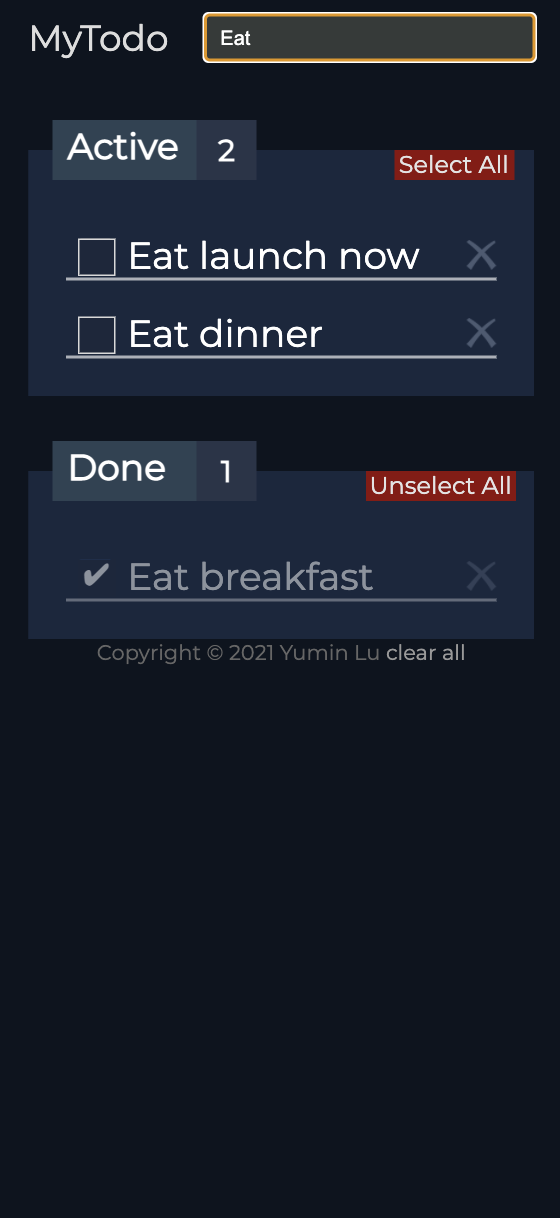 MyTodo Eat
Active 2
Select All
Eat launch now
Eat dinner
Done 1
Unselect All
✔ Eat breakfast
Copyright © 2021 Yumin Lu clear all